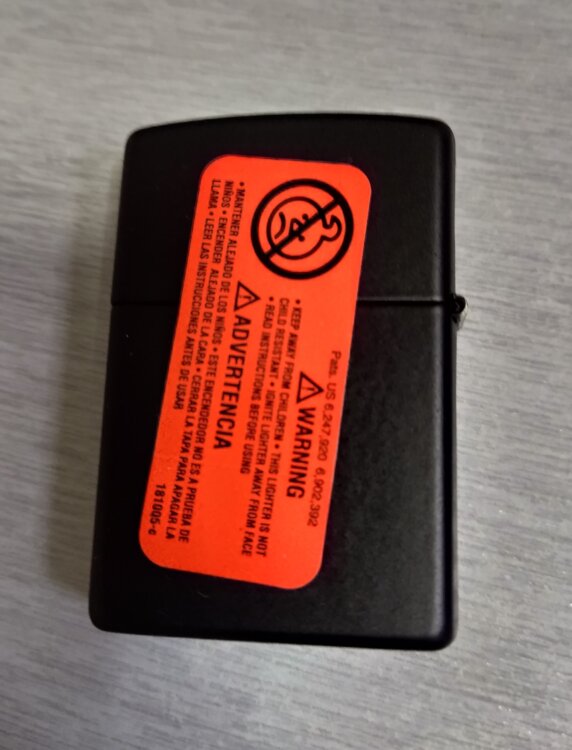 Pats. US 6,247,920 6,902,392
⚠WARNING
• KEEP AWAY FROM CHILDREN • THIS LIGHTER IS NOT
CHILD RESISTANT • IGNITE LIGHTER AWAY FROM FACE
• READ INSTRUCTIONS BEFORE USING
⚠ADVERTENCIA
• MANTENER ALEJADO DE LOS NIÑOS • ESTE ENCENDEDOR NO ES A PRUEBA DE
NIÑOS • ENCENDER ALEJADO DE LA CARA • CERRAR LA TAPA PARA APAGAR LA
LLAMA • LEER LAS INSTRUCCIONES ANTES DE USAR
181005-c